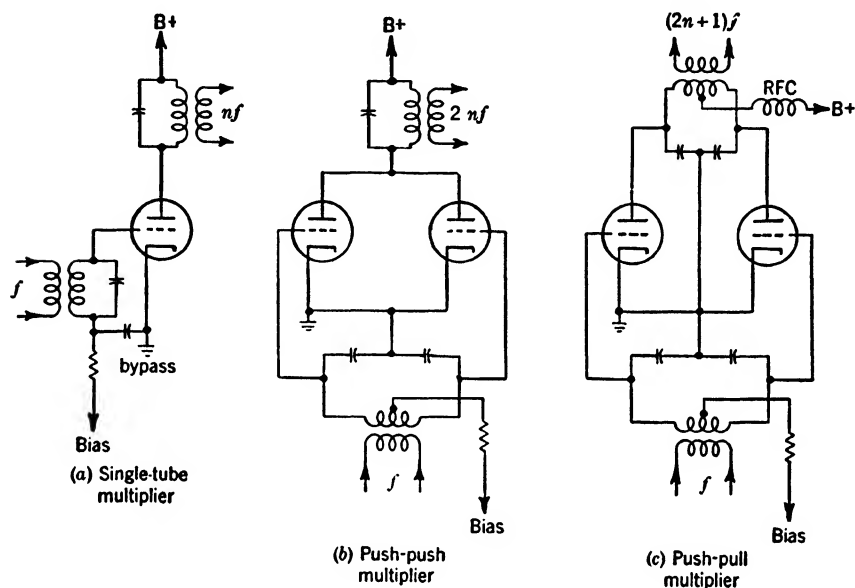 B+
nf
f
bypass
Bias
(a) Single-tube
multiplier
B+
2 nf
f
Bias
(b) Push-push
multiplier
(2n+1)f
RFC
B+
f
Bias
(c) Push-pull
multiplier